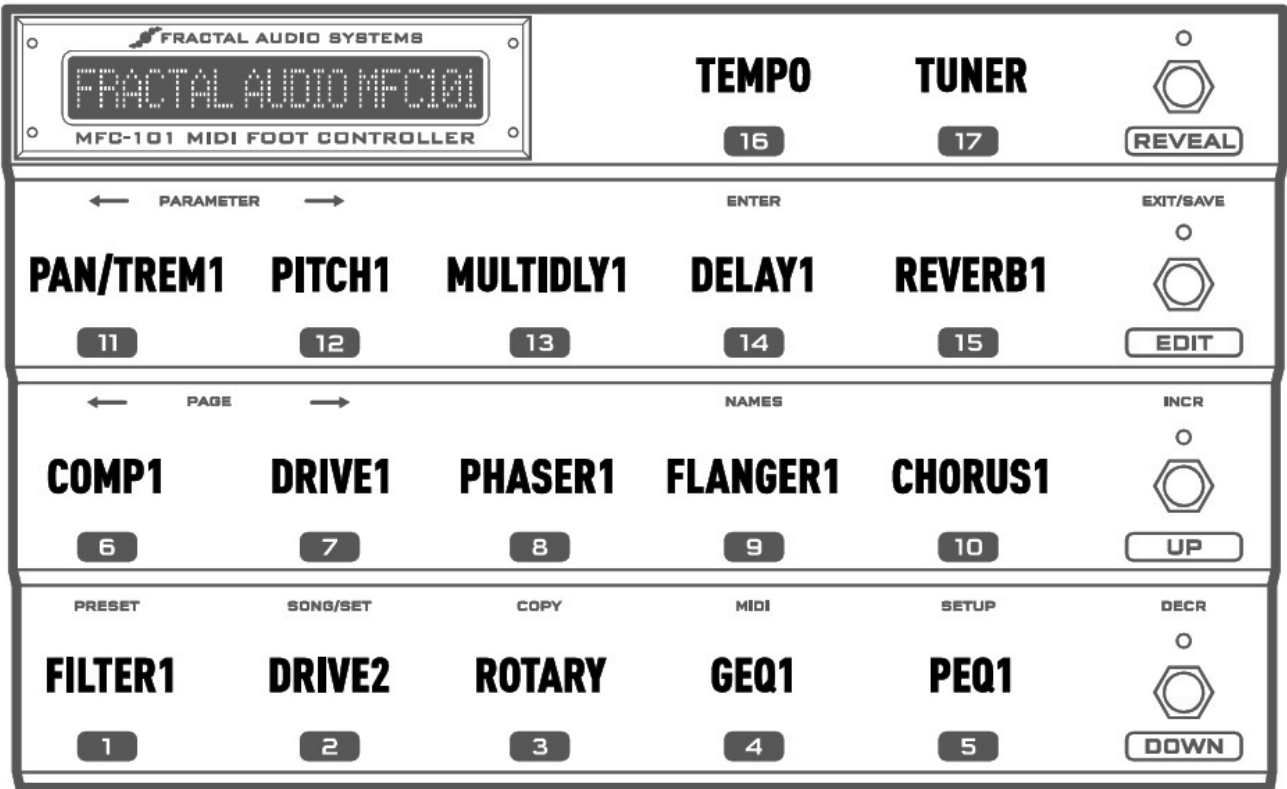 FRACTAL AUDIO SYSTEMS
FRACTAL AUDIO MFC101
MFC-101 MIDI FOOT CONTROLLER
TEMPO TUNER
16 17 REVEAL
PARAMETER ENTER EXIT/SAVE
PAN/TREM1 PITCH1 MULTIDLY1 DELAY1 REVERB1
11 12 13 14 15 EDIT
PAGE NAMES INCR
COMP1 DRIVE1 PHASER1 FLANGER1 CHORUS1
6 7 8 9 10 UP
PRESET SONG/SET COPY MIDI SETUP DECR
FILTER1 DRIVE2 ROTARY GEQ1 PEQ1
1 2 3 4 5 DOWN